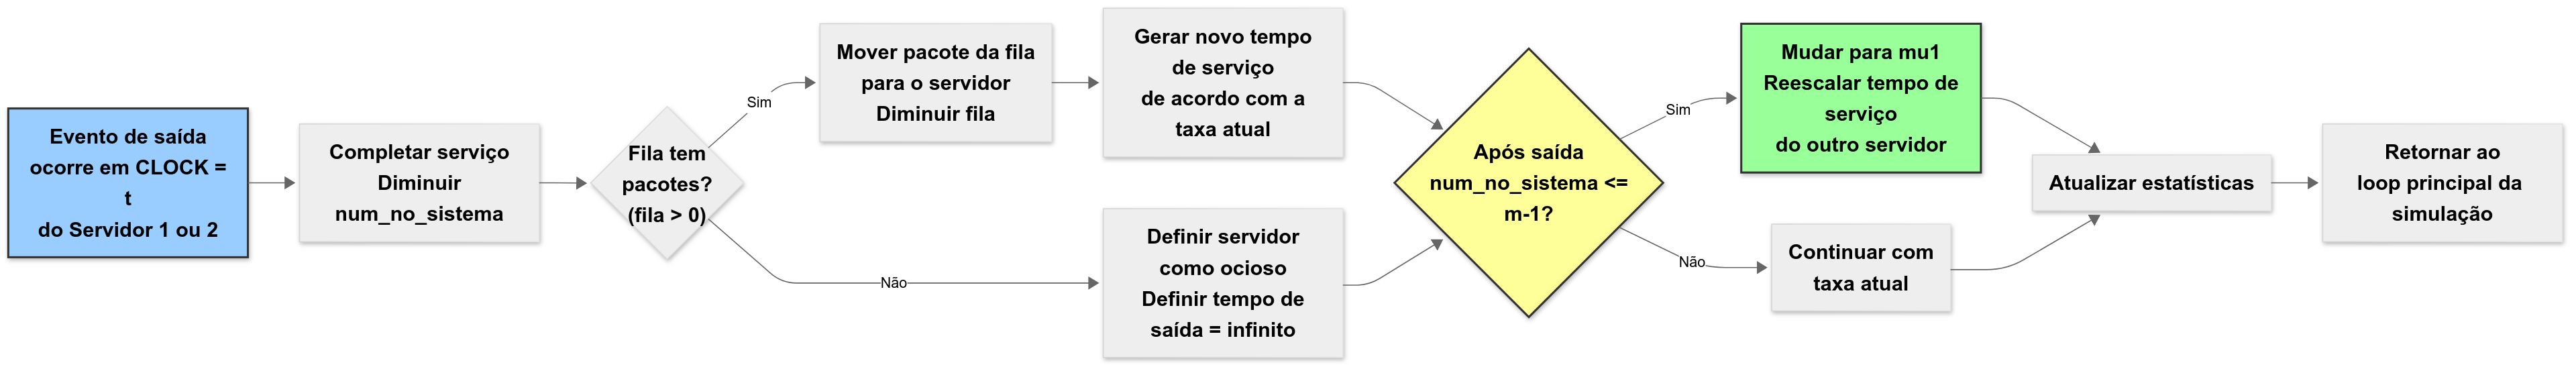 Evento de saída
ocorre em CLOCK =
t
do Servidor 1 ou 2
Completar serviço
Diminuir
num_no_sistema
Fila tem
pacotes?
(fila > 0)
Sim
Não
Mover pacote da fila
para o servidor
Diminuir fila
Gerar novo tempo
de serviço
de acordo com a
taxa atual
Definir servidor
como ocioso
Definir tempo de
saída = infinito
Após saída
num_no_sistema <=
m-1?
Sim
Não
Mudar para mu1
Reescalar tempo de
serviço
do outro servidor
Continuar com
taxa atual
Atualizar estatísticas
Retornar ao
loop principal da
simulação